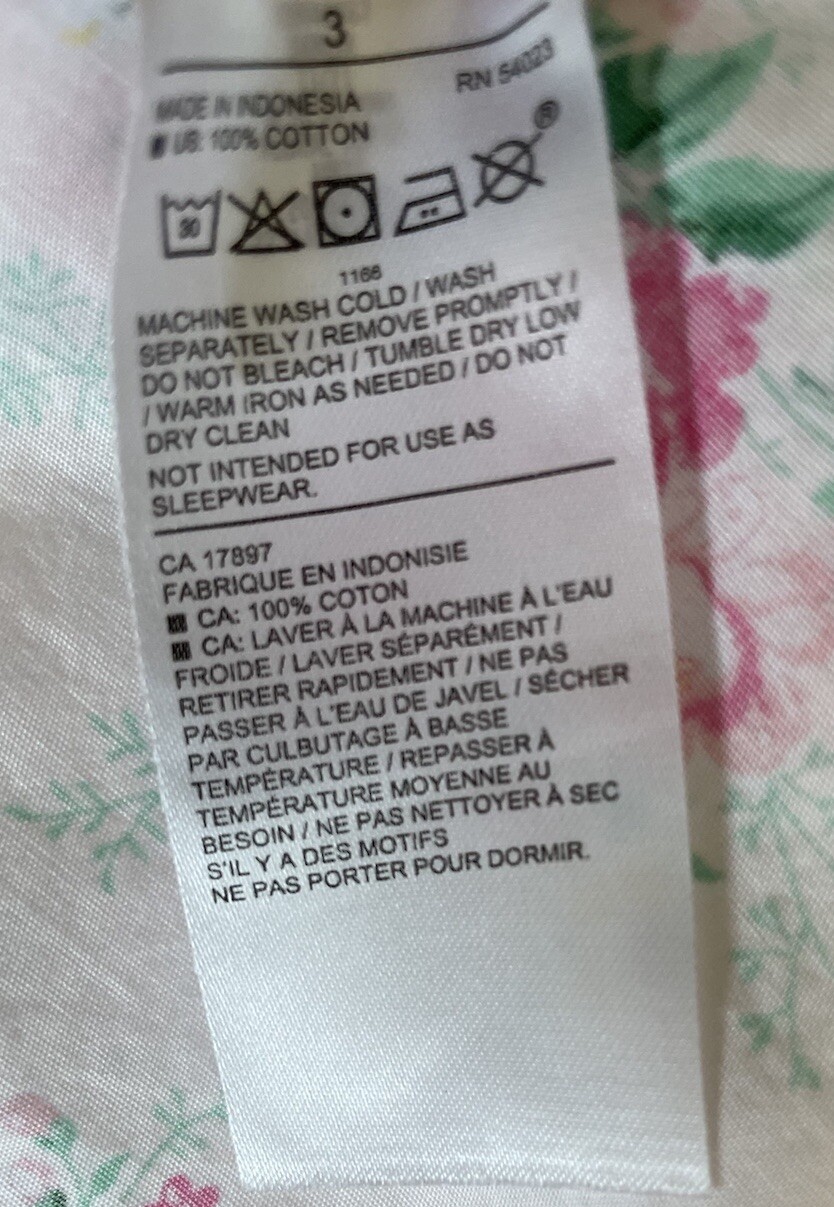 3
RN 54023
MADE IN INDONESIA
US: 100% COTTON
®
30
1166
MACHINE WASH COLD / WASH
SEPARATELY / REMOVE PROMPTLY /
DO NOT BLEACH / TUMBLE DRY LOW
/ WARM IRON AS NEEDED / DO NOT
DRY CLEAN
NOT INTENDED FOR USE AS
SLEEPWEAR.
CA 17897
FABRIQUE EN INDONISIE
CA: 100% COTON
CA: LAVER À LA MACHINE À L'EAU
FROIDE / LAVER SÉPARÉMENT /
RETIRER RAPIDEMENT / NE PAS
PASSER À L'EAU DE JAVEL / SÉCHER
PAR CULBUTAGE À BASSE
TEMPÉRATURE / REPASSER À
TEMPÉRATURE MOYENNE AU
BESOIN / NE PAS NETTOYER À SEC
S'IL Y A DES MOTIFS
NE PAS PORTER POUR DORMIR.